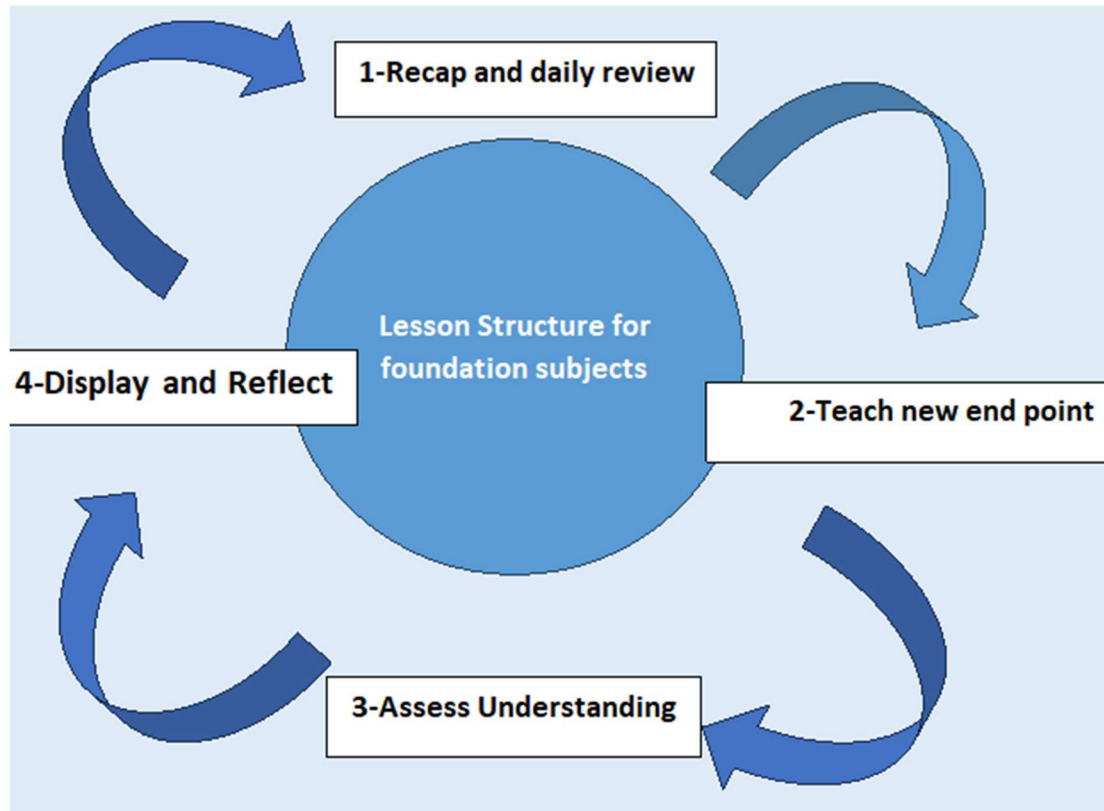 1-Recap and daily review
Lesson Structure for
foundation subjects
4-Display and Reflect
2-Teach new end point
3-Assess Understanding